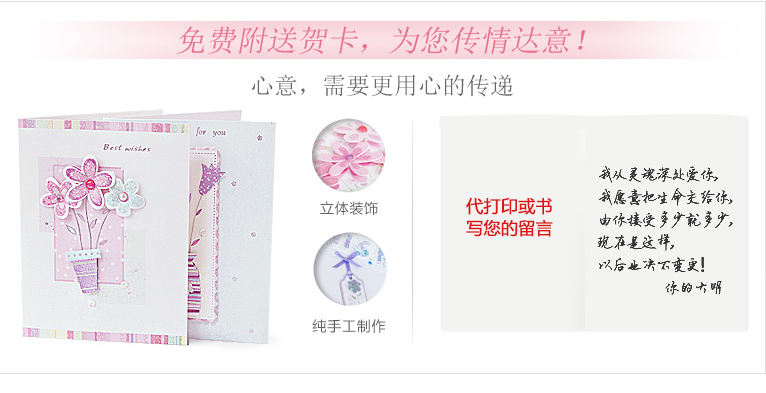 免费附送贺卡，为您传情达意！
心意，需要更用心的传递
for you
Best wishes
立体装饰
纯手工制作
代打印或书
写您的留言
我从灵魂深处爱你，
我愿意把生命交给你，
由你接受多少就多少，
现在是这样，
以后也决不变更！
你的大明